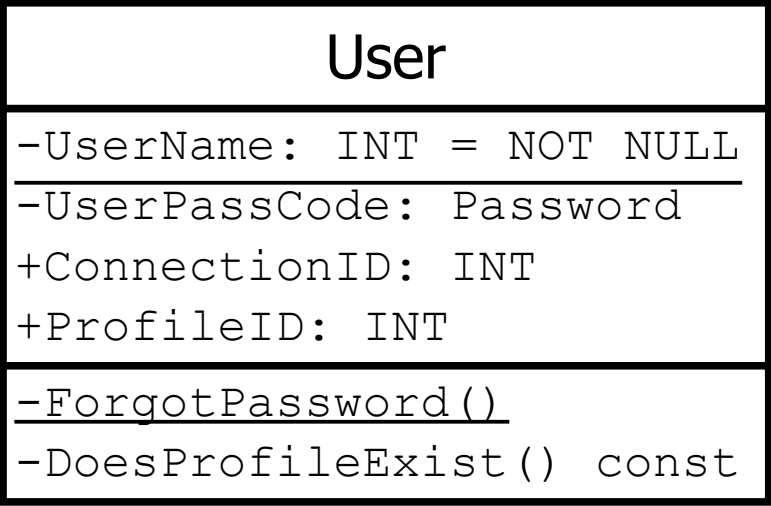 User
-UserName: INT = NOT NULL
-UserPassCode: Password
+ConnectionID: INT
+ProfileID: INT
-ForgotPassword()
-DoesProfileExist() const